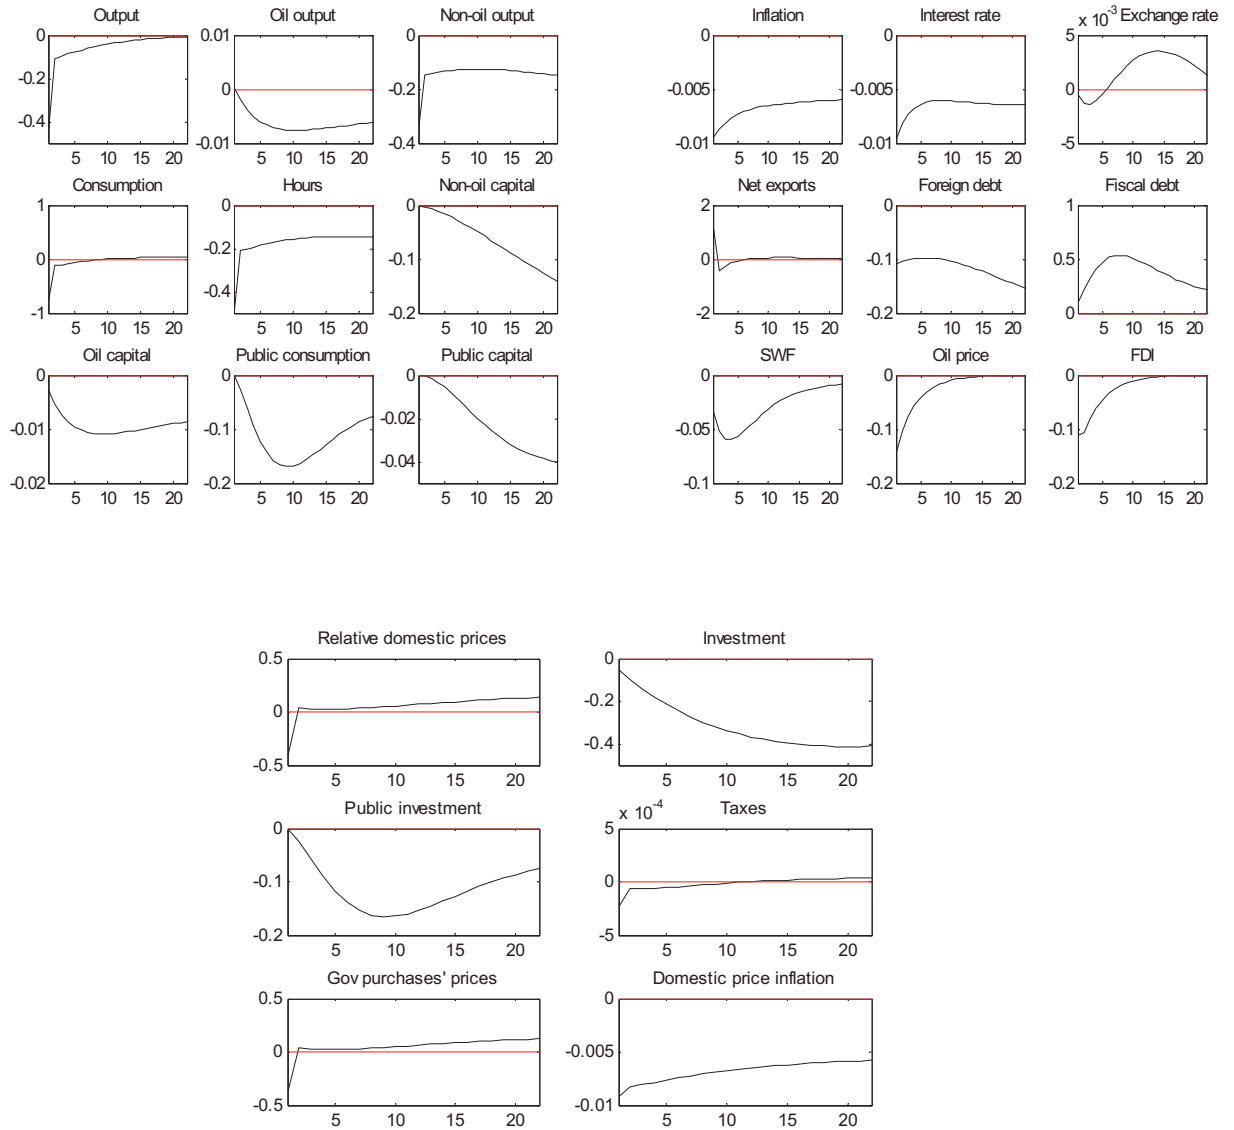 Output Oil output Non-oil output Inflation Interest rate x 10^-3 Exchange rate
0 0.01 0 0 0 5
-0.2 0 -0.2 -0.005 -0.005 0
-0.4 -0.01 -0.4 -0.01 -0.01 -5
5 10 15 20 5 10 15 20 5 10 15 20 5 10 15 20 5 10 15 20 5 10 15 20
Consumption Hours Non-oil capital Net exports Foreign debt Fiscal debt
1 0 0 2 0 1
0 -0.2 -0.1 0 -0.1 0.5
-1 -0.4 -0.2 -2 -0.2 0
5 10 15 20 5 10 15 20 5 10 15 20 5 10 15 20 5 10 15 20 5 10 15 20
Oil capital Public consumption Public capital SWF Oil price FDI
0 0 0 0 0 0
-0.01 -0.1 -0.02 -0.05 -0.1 -0.1
-0.02 -0.2 -0.04 -0.1 -0.2 -0.2
5 10 15 20 5 10 15 20 5 10 15 20 5 10 15 20 5 10 15 20 5 10 15 20
Relative domestic prices Investment
0.5 0
0 -0.2
-0.5 -0.4
5 10 15 20 5 10 15 20
Public investment x 10^-4 Taxes
0 5
-0.1 0
-0.2 -5
5 10 15 20 5 10 15 20
Gov purchases' prices Domestic price inflation
0.5 0
0 -0.005
-0.5 -0.01
5 10 15 20 5 10 15 20